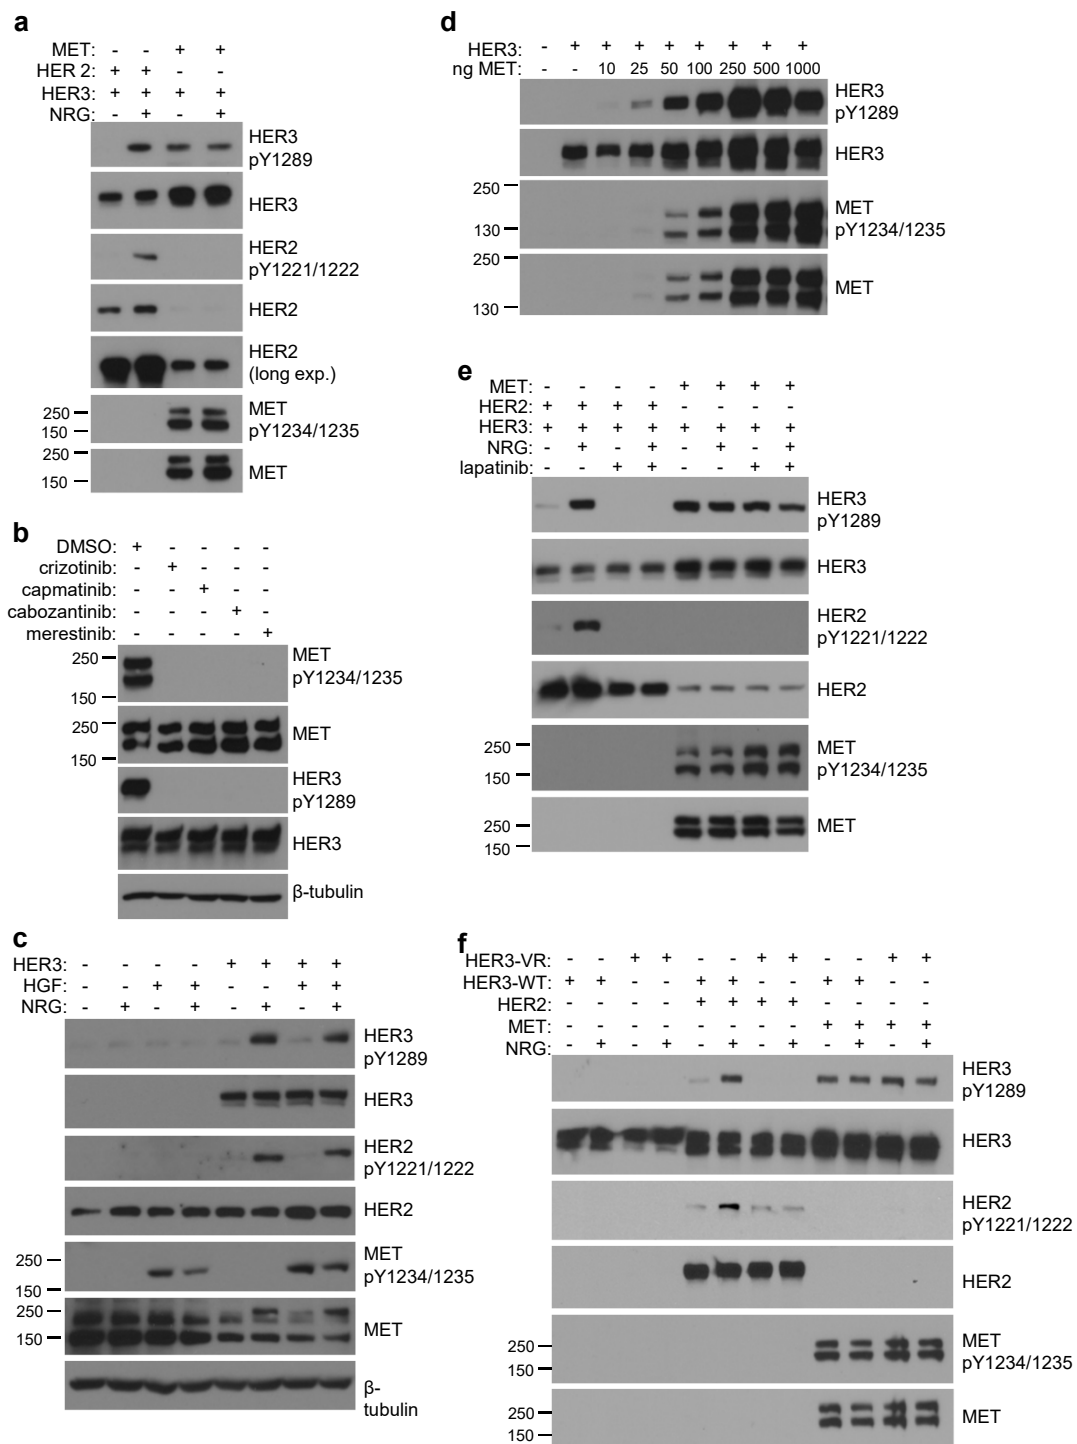 a
MET: - - + +
HER 2: + + - -
HER3: + + + +
NRG: - + - +
HER3
pY1289
HER3
HER2
pY1221/1222
HER2
HER2
(long exp.)
250
150
MET
pY1234/1235
250
150
MET
b
DMSO: + - - - -
crizotinib: - + - - -
capmatinib: - - + - -
cabozantinib: - - - + -
merestinib: - - - - +
250
150
MET
pY1234/1235
250
150
MET
HER3
pY1289
HER3
β-tubulin
c
HER3: - - - - + + + +
HGF: - - + + - - + +
NRG: - + - + - + - +
HER3
pY1289
HER3
HER2
pY1221/1222
HER2
250
150
MET
pY1234/1235
250
150
MET
β-
tubulin
d
HER3: - + + + + + + + +
ng MET: - - 10 25 50 100 250 500 1000
HER3
pY1289
HER3
250
130
MET
pY1234/1235
250
130
MET
e
MET: - - - - + + + +
HER2: + + + + - - - -
HER3: + + + + + + + +
NRG: - + - + - + - +
lapatinib: - - + + - - + +
HER3
pY1289
HER3
HER2
pY1221/1222
HER2
250
150
MET
pY1234/1235
250
150
MET
f
HER3-VR: - - + + - - + + - - + +
HER3-WT: + + - - + + - - + + - -
HER2: - - - - + + + + - - - -
MET: - - - - - - - - + + + +
NRG: - + - + - + - + - + - +
HER3
pY1289
HER3
HER2
pY1221/1222
HER2
250
150
MET
pY1234/1235
250
150
MET